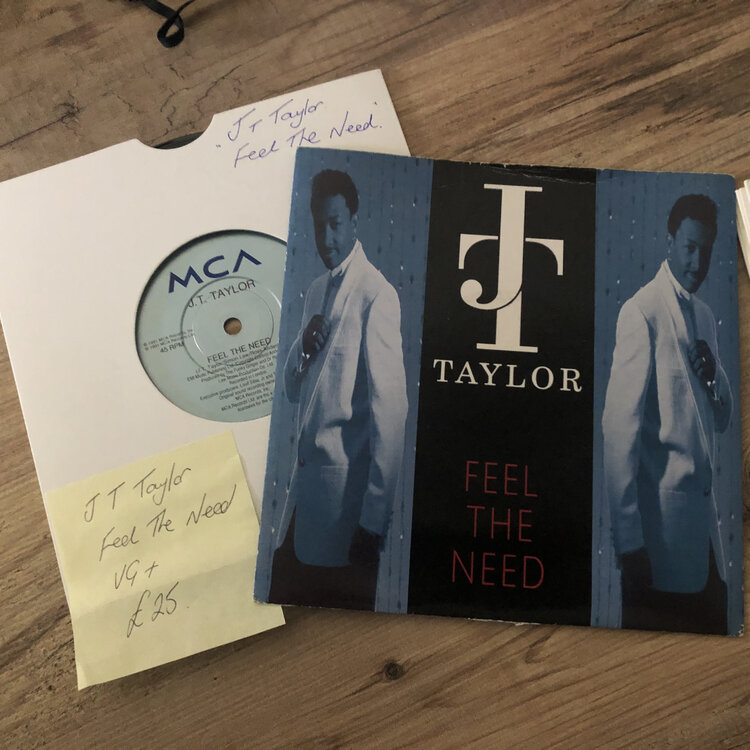 J T Taylor
"Feel The Need."
MCA
J.T. TAYLOR
45 RPM
FEEL THE NEED
J T Taylor
Feel The Need
VG+
£25.
JT
TAYLOR
FEEL
THE
NEED